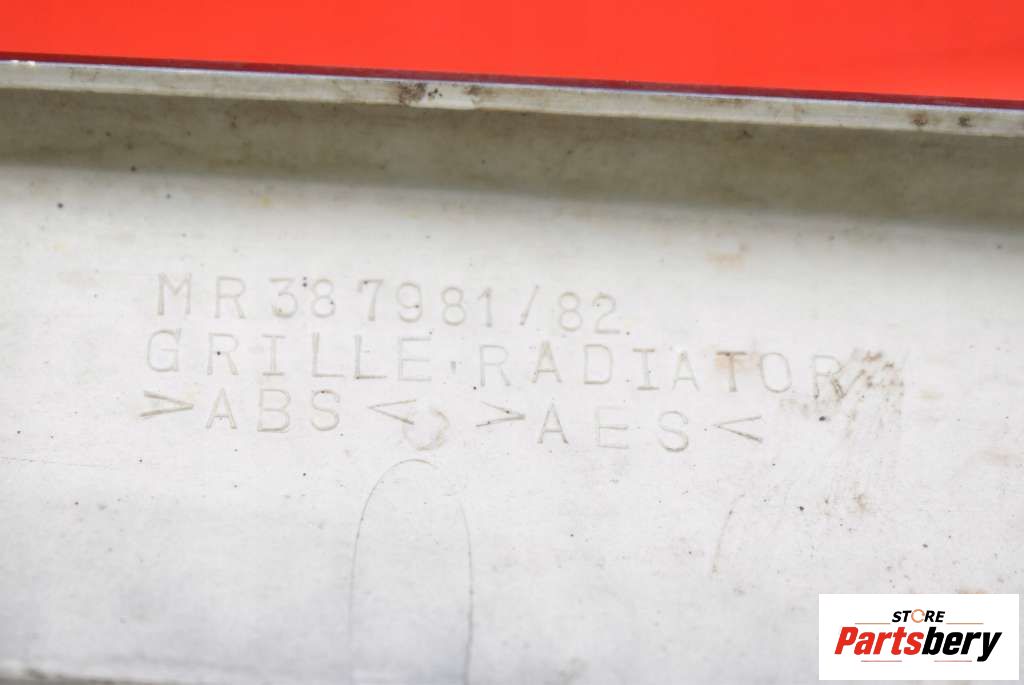 MR387981/82
GRILLE, RADIATOR
>ABS< >AES<
STORE
Partsbery